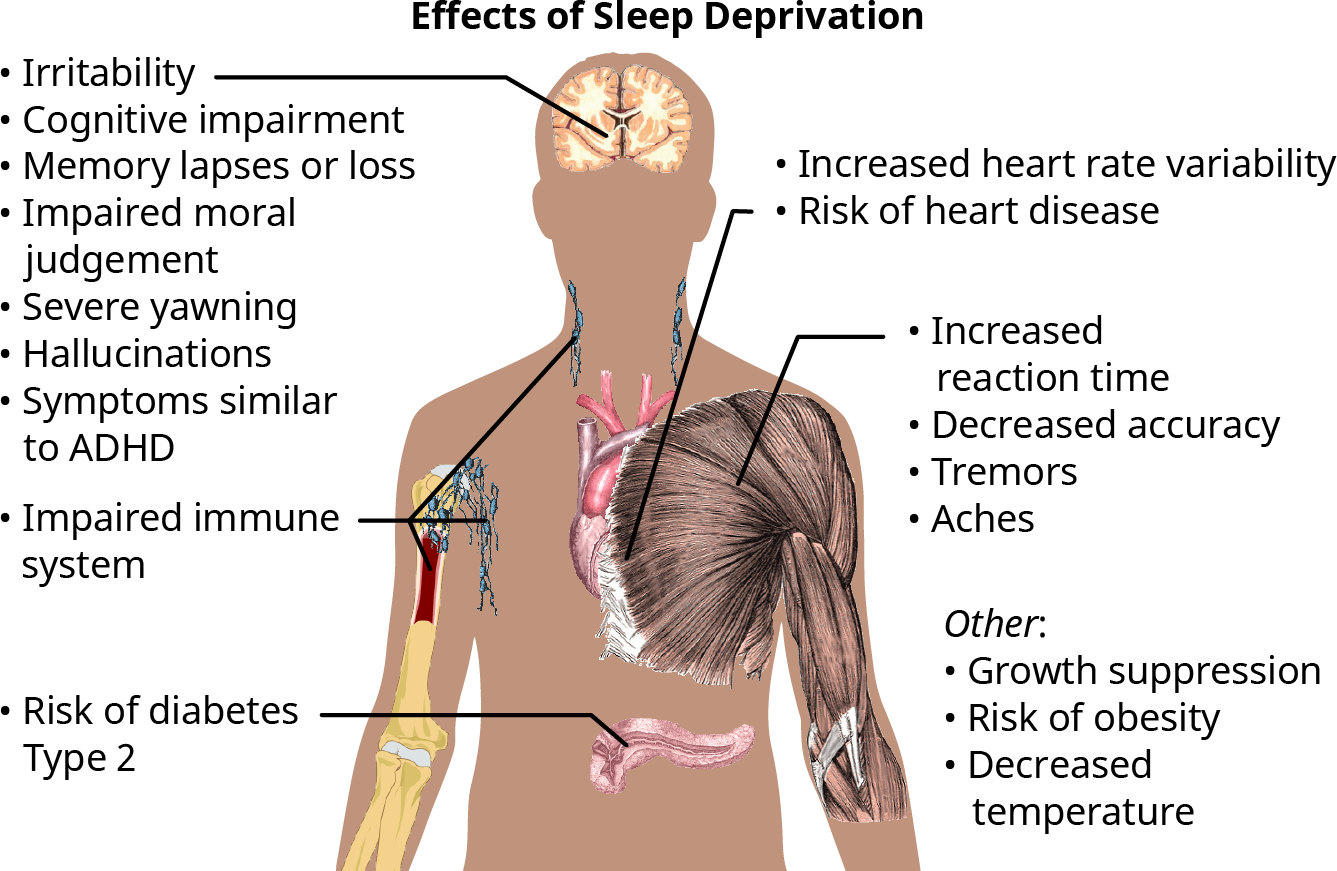 Effects of Sleep Deprivation
• Irritability
• Cognitive impairment
• Memory lapses or loss
• Impaired moral
judgement
• Severe yawning
• Hallucinations
• Symptoms similar
to ADHD
• Impaired immune
system
• Risk of diabetes
Type 2
• Increased heart rate variability
• Risk of heart disease
• Increased
reaction time
• Decreased accuracy
• Tremors
• Aches
Other:
• Growth suppression
• Risk of obesity
• Decreased
temperature